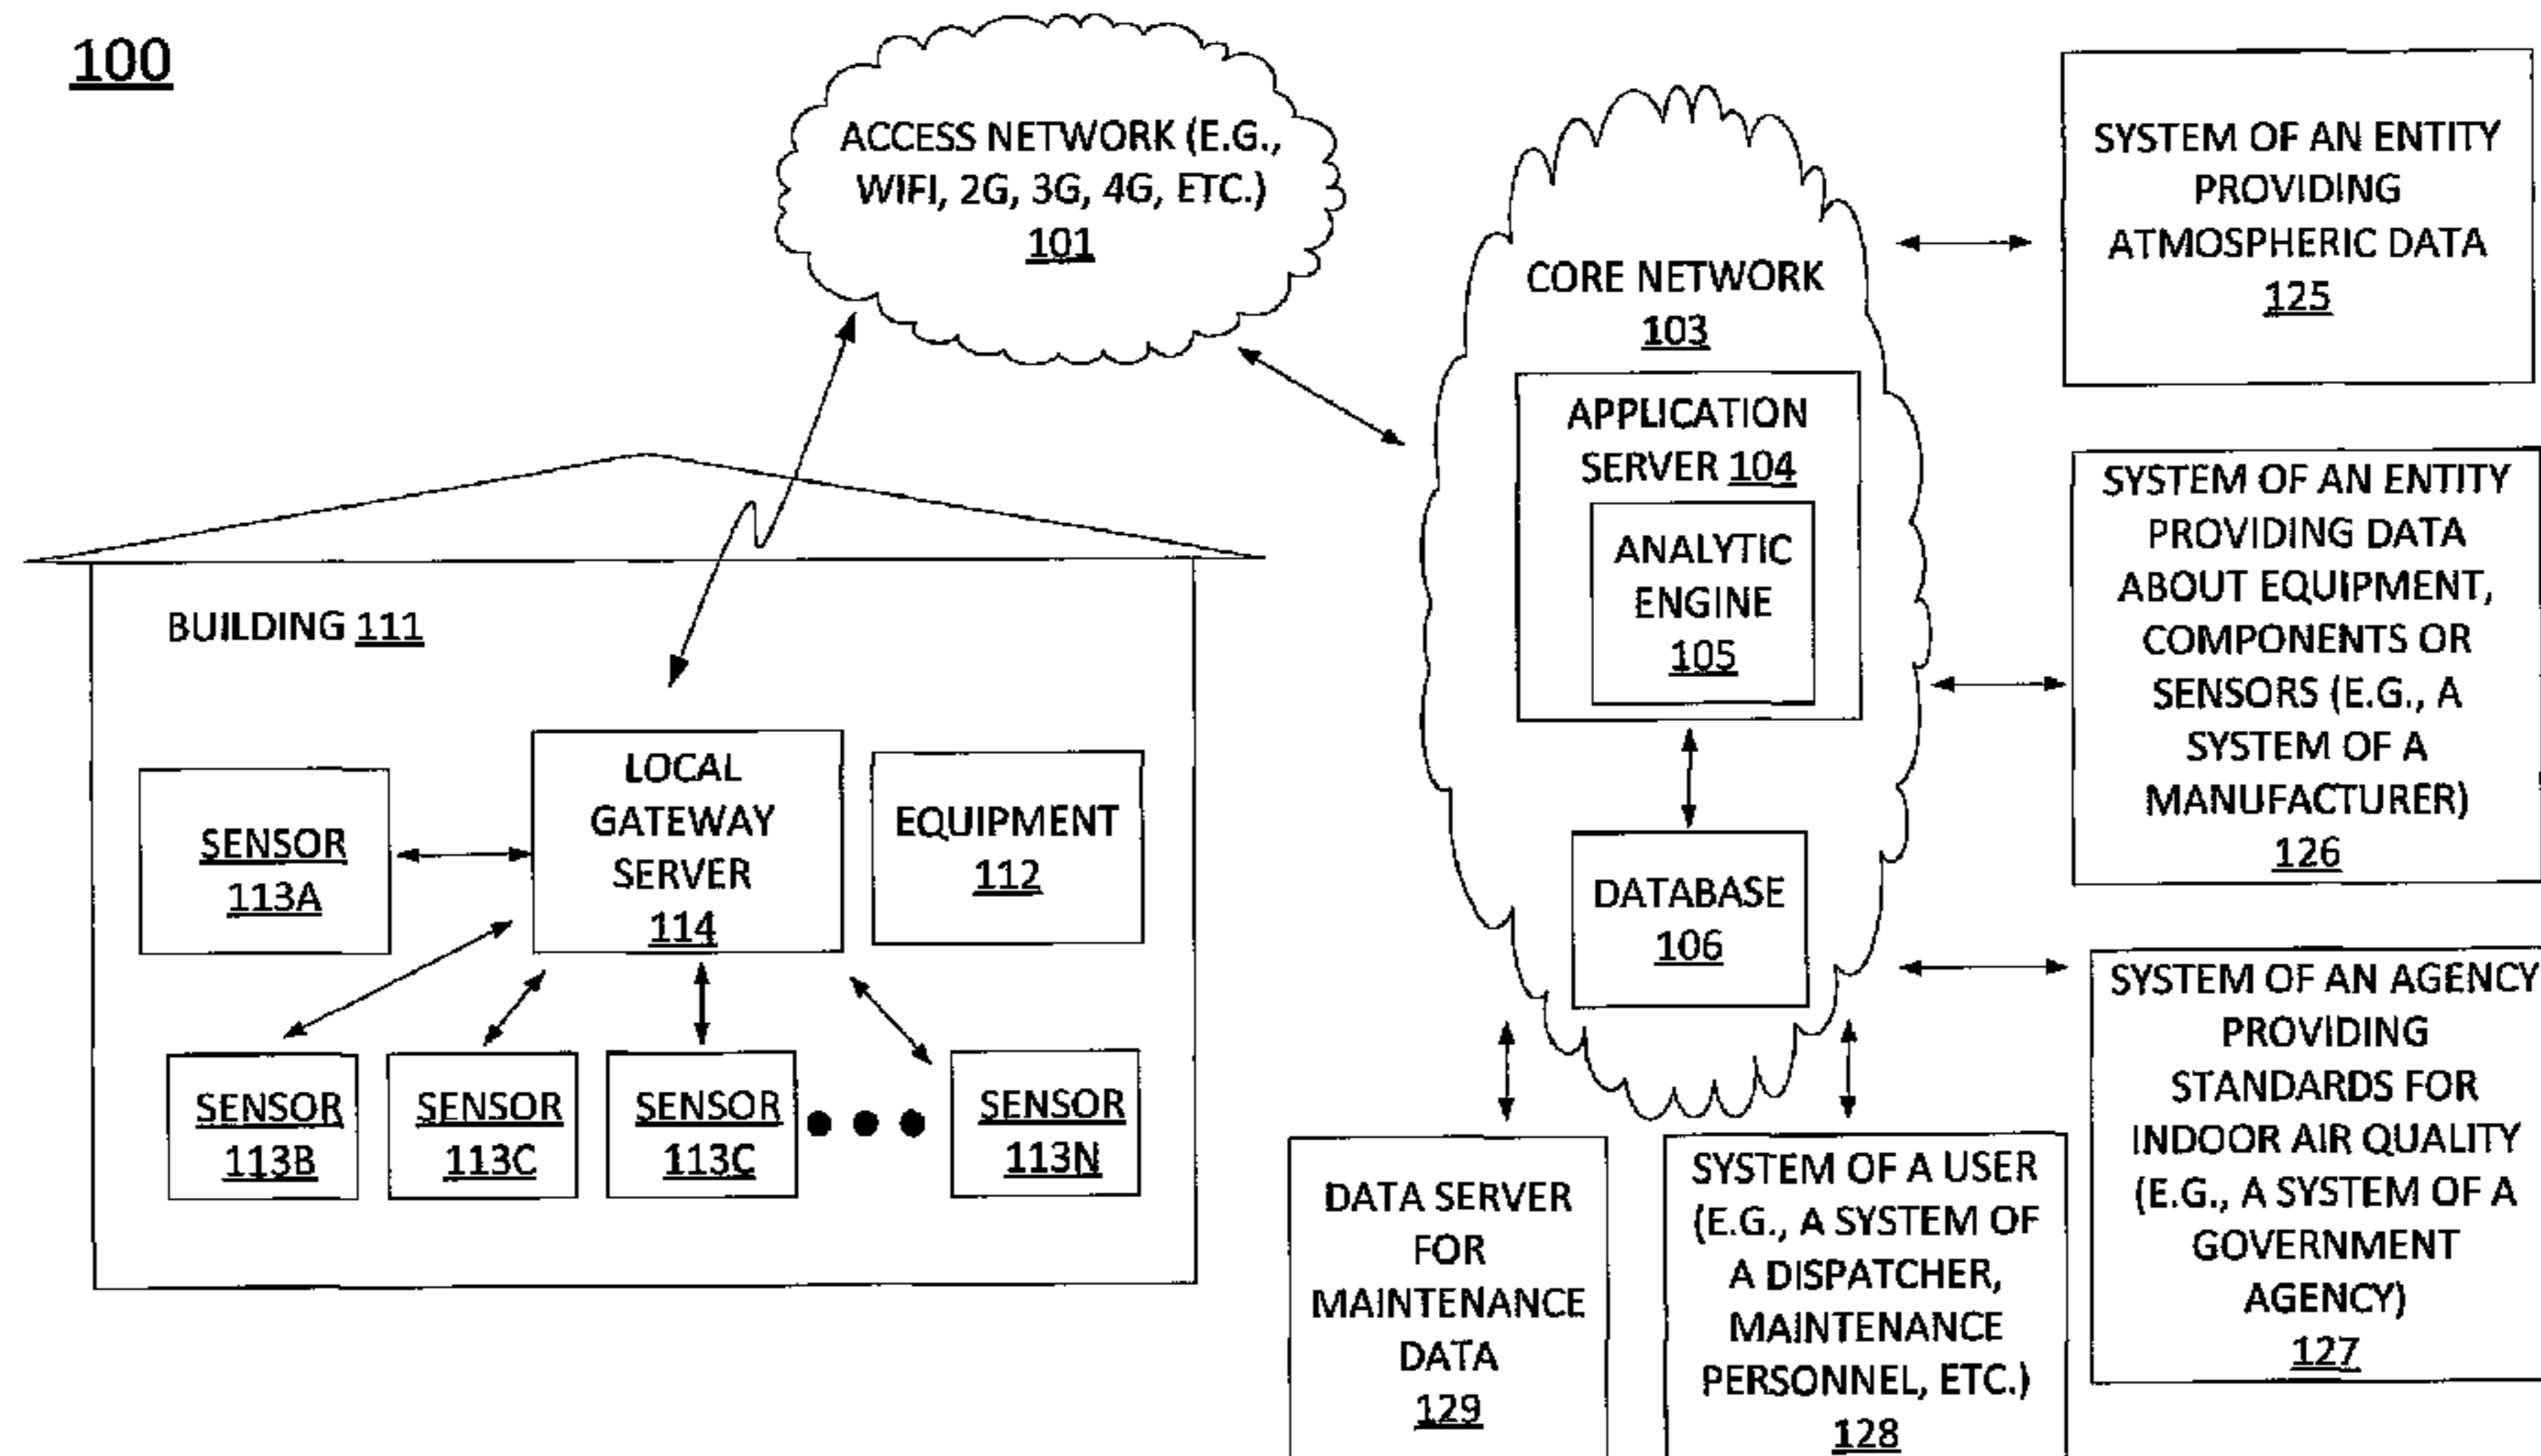 100
ACCESS NETWORK (E.G.,
WIFI, 2G, 3G, 4G, ETC.)
101
CORE NETWORK
103
APPLICATION
SERVER 104
ANALYTIC
ENGINE
105
DATABASE
106
SYSTEM OF AN ENTITY
PROVIDING
ATMOSPHERIC DATA
125
SYSTEM OF AN ENTITY
PROVIDING DATA
ABOUT EQUIPMENT,
COMPONENTS OR
SENSORS (E.G., A
SYSTEM OF A
MANUFACTURER)
126
SYSTEM OF AN AGENCY
PROVIDING
STANDARDS FOR
INDOOR AIR QUALITY
(E.G., A SYSTEM OF A
GOVERNMENT
AGENCY)
127
BUILDING 111
SENSOR
113A
LOCAL
GATEWAY
SERVER
114
EQUIPMENT
112
SENSOR
113B
SENSOR
113C
SENSOR
113C
SENSOR
113N
DATA SERVER
FOR
MAINTENANCE
DATA
129
SYSTEM OF A USER
(E.G., A SYSTEM OF
A DISPATCHER,
MAINTENANCE
PERSONNEL, ETC.)
128